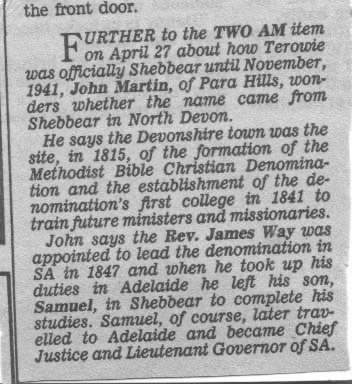 the front door.
FURTHER to the TWO AM item
on April 27 about how Terowie
was officially Shebbear until November,
1941, John Martin, of Para Hills, won-
ders whether the name came from
Shebbear in North Devon.
He says the Devonshire town was the
site, in 1815, of the formation of the
Methodist Bible Christian Denomina-
tion and the establishment of the de-
nomination's first college in 1841 to
train future ministers and missionaries.
John says the Rev. James Way was
appointed to lead the denomination in
SA in 1847 and when he took up his
duties in Adelaide he left his son,
Samuel, in Shebbear to complete his
studies. Samuel, of course, later trav-
elled to Adelaide and became Chief
Justice and Lieutenant Governor of SA.